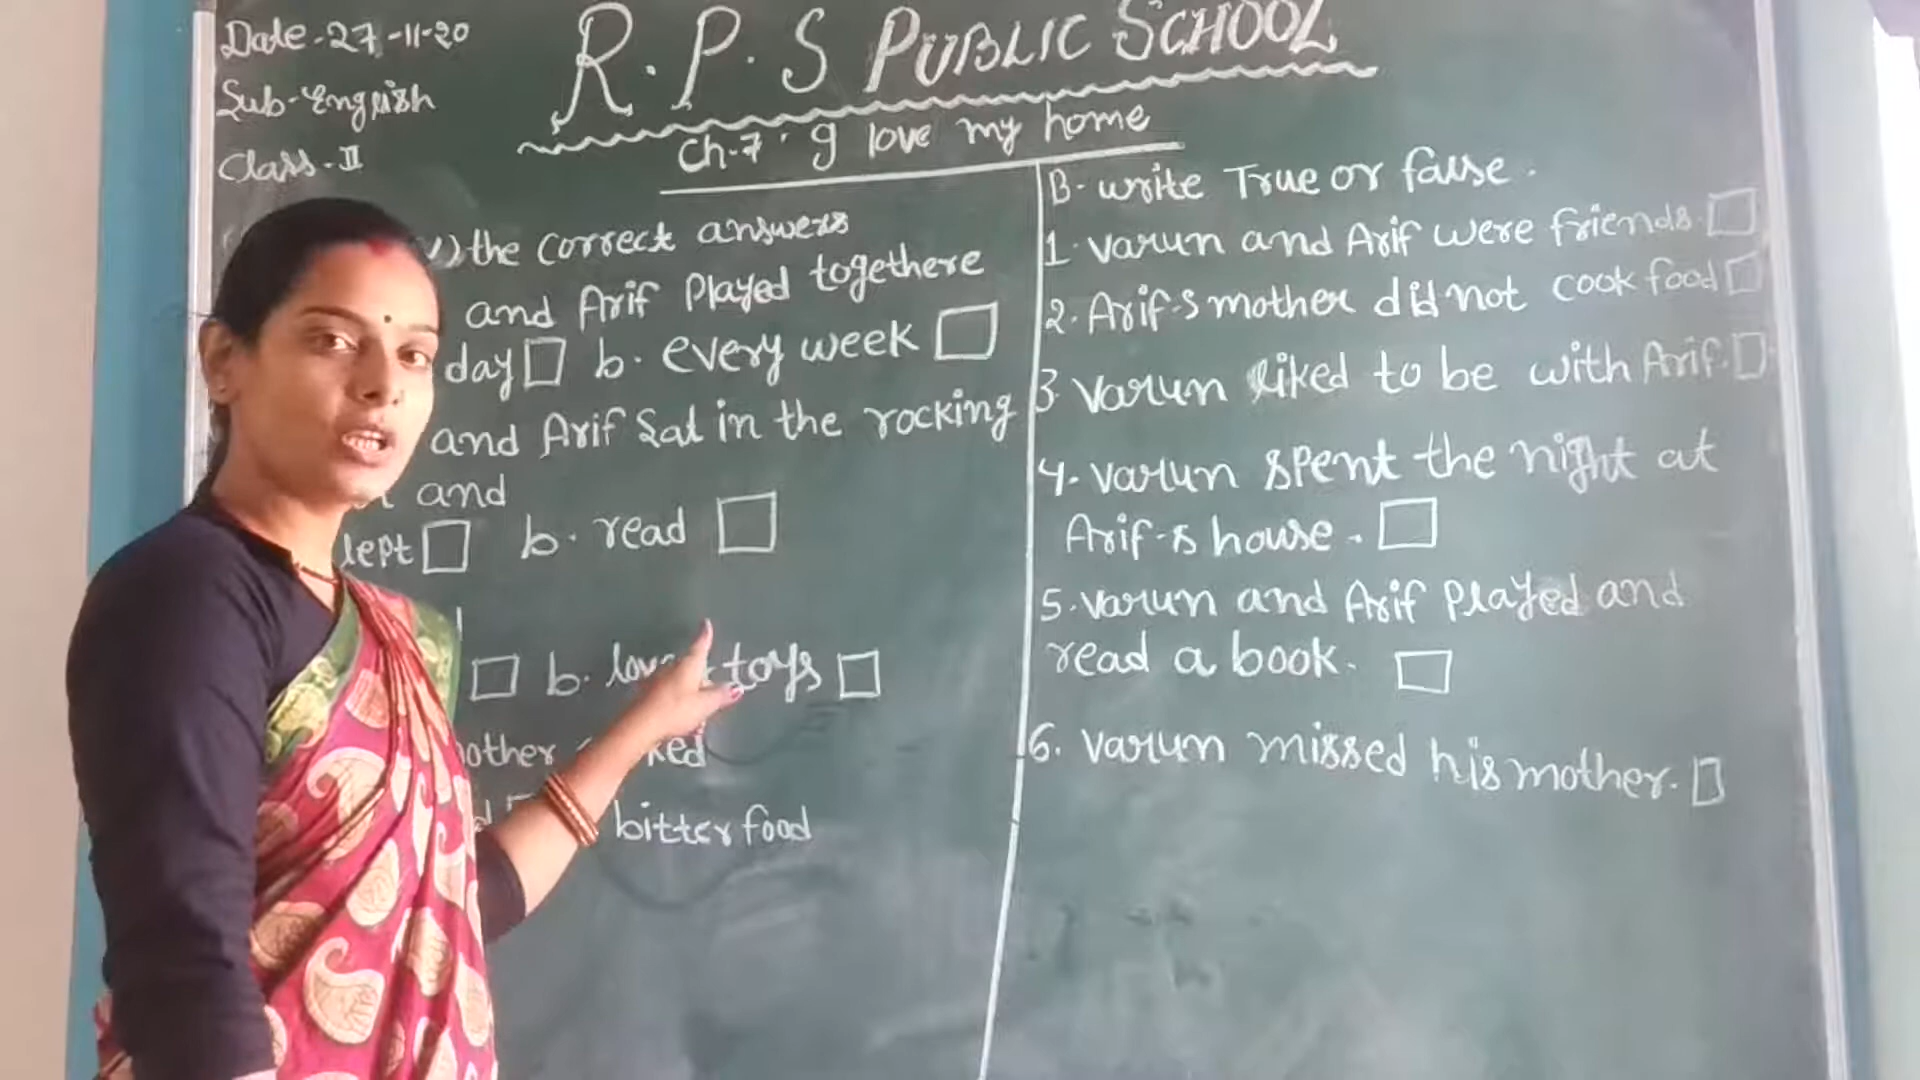 Date-27-11-20
Sub-English
Class-II
R.P.S PUBLIC SCHOOL
Ch-7 I love my home
the correct answers
and Arif Played togethere
day b. every week
and Arif Sat in the rocking
and
lept b. read
b. toys
other ked
bitter food
B. write True or false.
1. Varun and Arif were friends.
2. Arif-s mother did not cook food
3 Varun liked to be with Arif.
4. Varun spent the night at
Arif-s house.
5. Varun and Arif Played and
read a book.
6. Varun missed his mother.